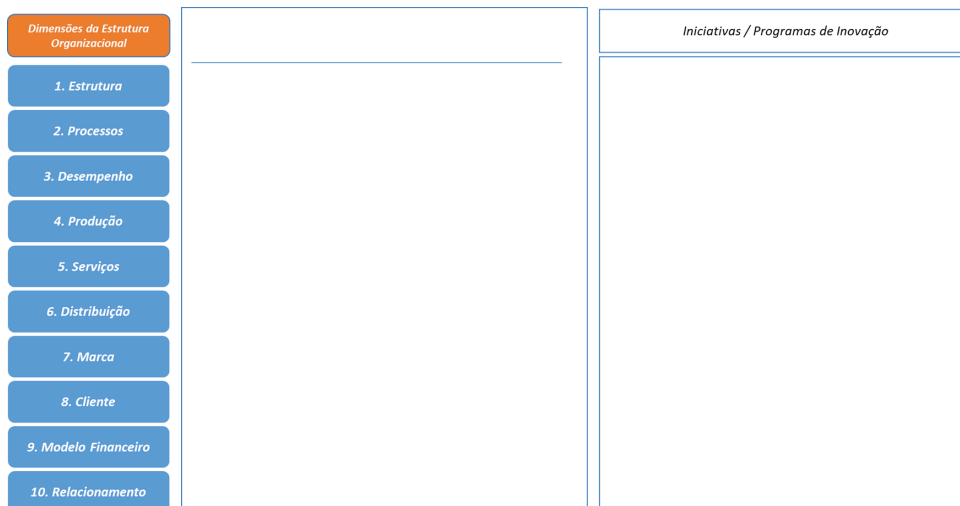 Dimensões da Estrutura
Organizacional
Iniciativas / Programas de Inovação
1. Estrutura
2. Processos
3. Desempenho
4. Produção
5. Serviços
6. Distribuição
7. Marca
8. Cliente
9. Modelo Financeiro
10. Relacionamento